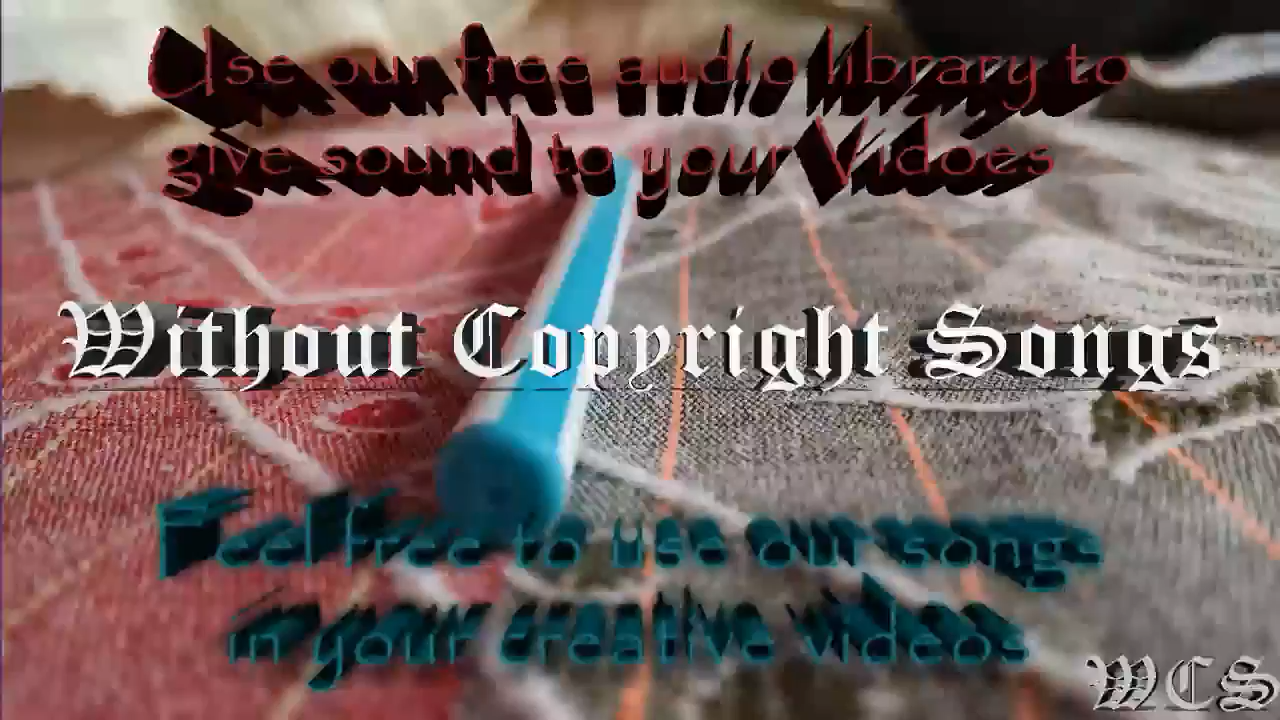 Use our free audio library to
give sound to your Vidoes
Without Copyright Songs
Feel free to use our songs
in your creative videos
WCS